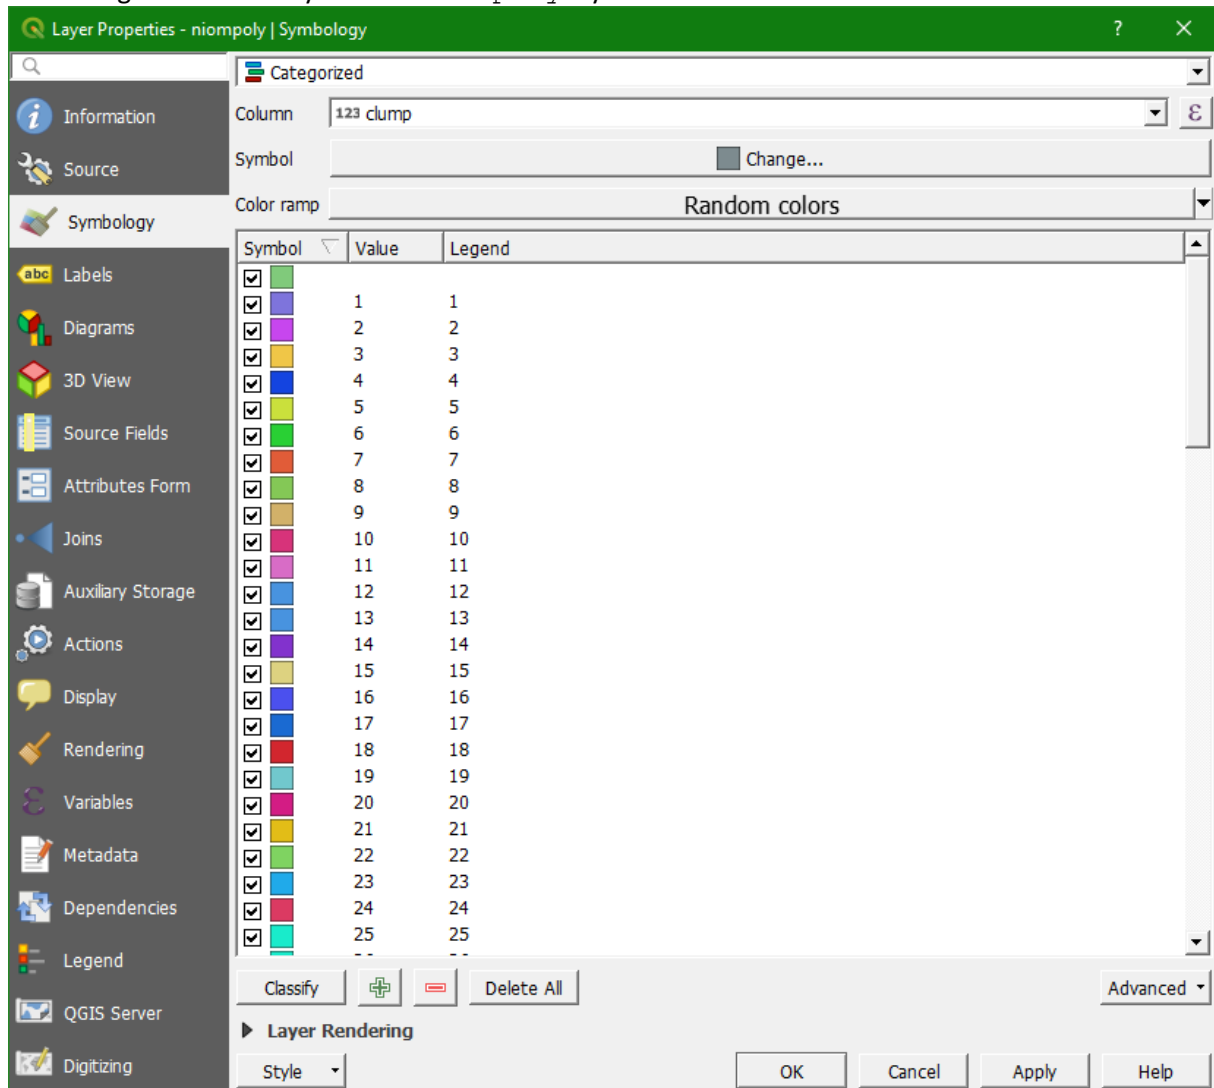 Layer Properties - niompoly | Symbology ? ×
Categorized
Information
Source
Symbology
abc Labels
Diagrams
3D View
Source Fields
Attributes Form
Joins
Auxiliary Storage
Actions
Display
Rendering
Variables
Metadata
Dependencies
Legend
QGIS Server
Digitizing
Column 123 clump ε
Symbol Change...
Color ramp Random colors
Symbol Value Legend
1 1
2 2
3 3
4 4
5 5
6 6
7 7
8 8
9 9
10 10
11 11
12 12
13 13
14 14
15 15
16 16
17 17
18 18
19 19
20 20
21 21
22 22
23 23
24 24
25 25
Classify Delete All Advanced
Layer Rendering
Style OK Cancel Apply Help